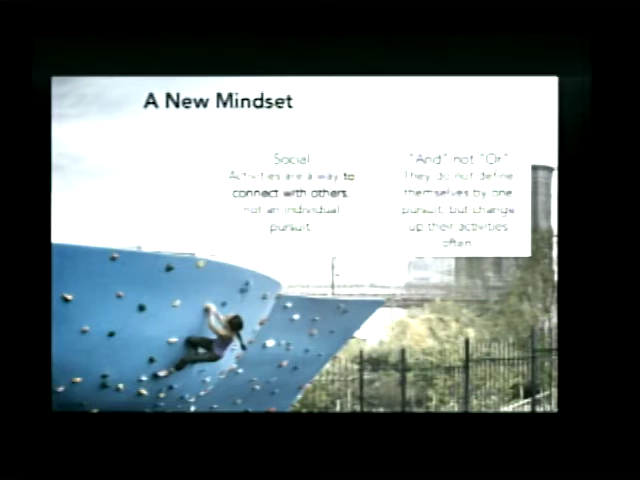 A New Mindset
Social
Activities are a way to
connect with others,
not an individual
pursuit.
"And" not "Or"
They do not define
themselves by one
pursuit, but change
up their activities
often.